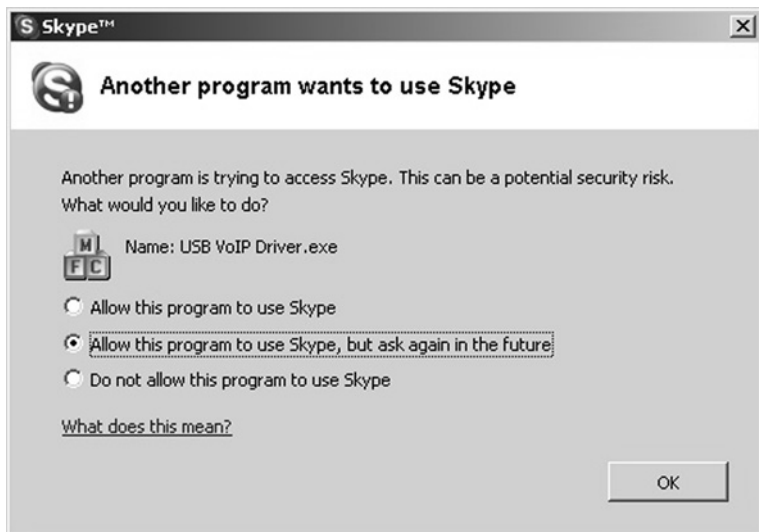 S Skype™
Another program wants to use Skype
Another program is trying to access Skype. This can be a potential security risk.
What would you like to do?
M
F C
Name: USB VoIP Driver.exe
Allow this program to use Skype
Allow this program to use Skype, but ask again in the future
Do not allow this program to use Skype
What does this mean?
OK